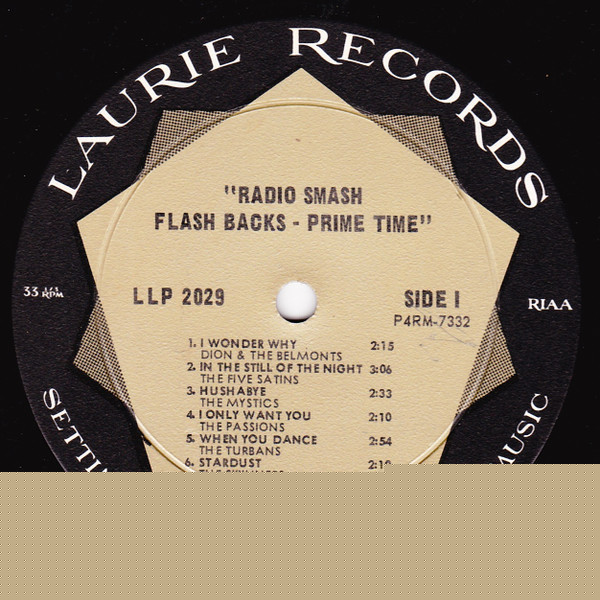 LAURIE RECORDS
"RADIO SMASH
FLASH BACKS - PRIME TIME"
33 1/3 RPM
LLP 2029
SIDE I
RIAA
P4RM-7332
1. I WONDER WHY 2:15
DION & THE BELMONTS
2. IN THE STILL OF THE NIGHT 3:06
THE FIVE SATINS
3. HUSHABYE 2:33
THE MYSTICS
4. I ONLY WANT YOU 2:10
THE PASSIONS
5. WHEN YOU DANCE 2:54
THE TURBANS
6. STARDUST
THE
MUSIC